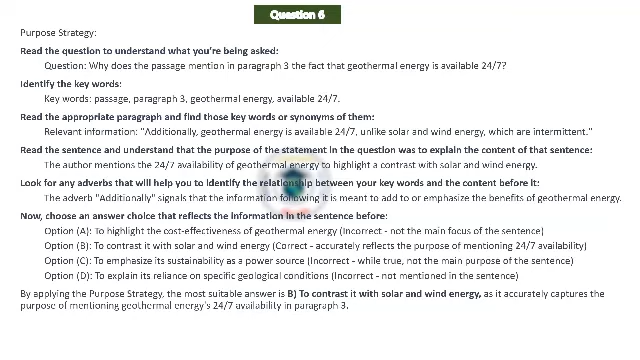 Question 6
Purpose Strategy:
Read the question to understand what you're being asked:
Question: Why does the passage mention in paragraph 3 the fact that geothermal energy is available 24/7?
Identify the key words:
Key words: passage, paragraph 3, geothermal energy, available 24/7.
Read the appropriate paragraph and find those key words or synonyms of them:
Relevant information: "Additionally, geothermal energy is available 24/7, unlike solar and wind energy, which are intermittent."
Read the sentence and understand that the purpose of the statement in the question was to explain the content of that sentence:
The author mentions the 24/7 availability of geothermal energy to highlight a contrast with solar and wind energy.
Look for any adverbs that will help you to identify the relationship between your key words and the content before it:
The adverb "Additionally" signals that the information following it is meant to add to or emphasize the benefits of geothermal energy.
Now, choose an answer choice that reflects the information in the sentence before:
Option (A): To highlight the cost-effectiveness of geothermal energy (Incorrect - not the main focus of the sentence)
Option (B): To contrast it with solar and wind energy (Correct - accurately reflects the purpose of mentioning 24/7 availability)
Option (C): To emphasize its sustainability as a power source (Incorrect - while true, not the main purpose of the sentence)
Option (D): To explain its reliance on specific geological conditions (Incorrect - not mentioned in the sentence)
By applying the Purpose Strategy, the most suitable answer is B) To contrast it with solar and wind energy, as it accurately captures the
purpose of mentioning geothermal energy's 24/7 availability in paragraph 3.